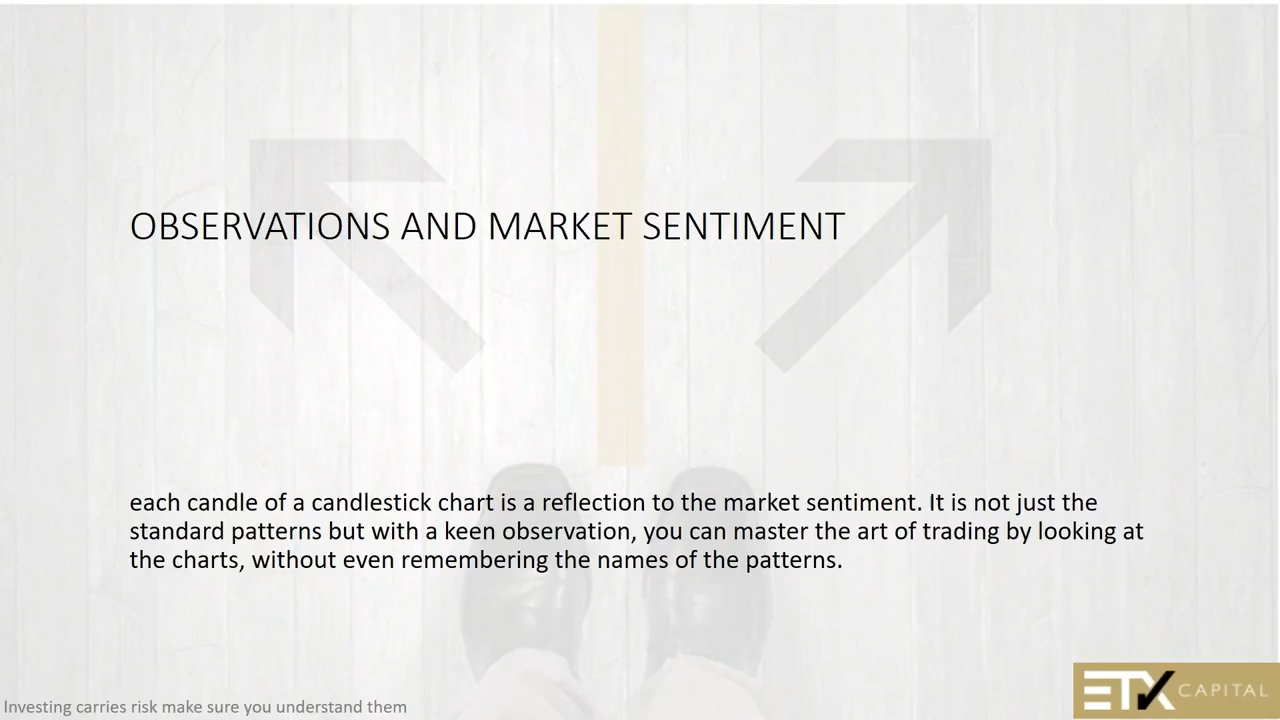 OBSERVATIONS AND MARKET SENTIMENT
each candle of a candlestick chart is a reflection to the market sentiment. It is not just the
standard patterns but with a keen observation, you can master the art of trading by looking at
the charts, without even remembering the names of the patterns.
Investing carries risk make sure you understand them
ETX CAPITAL